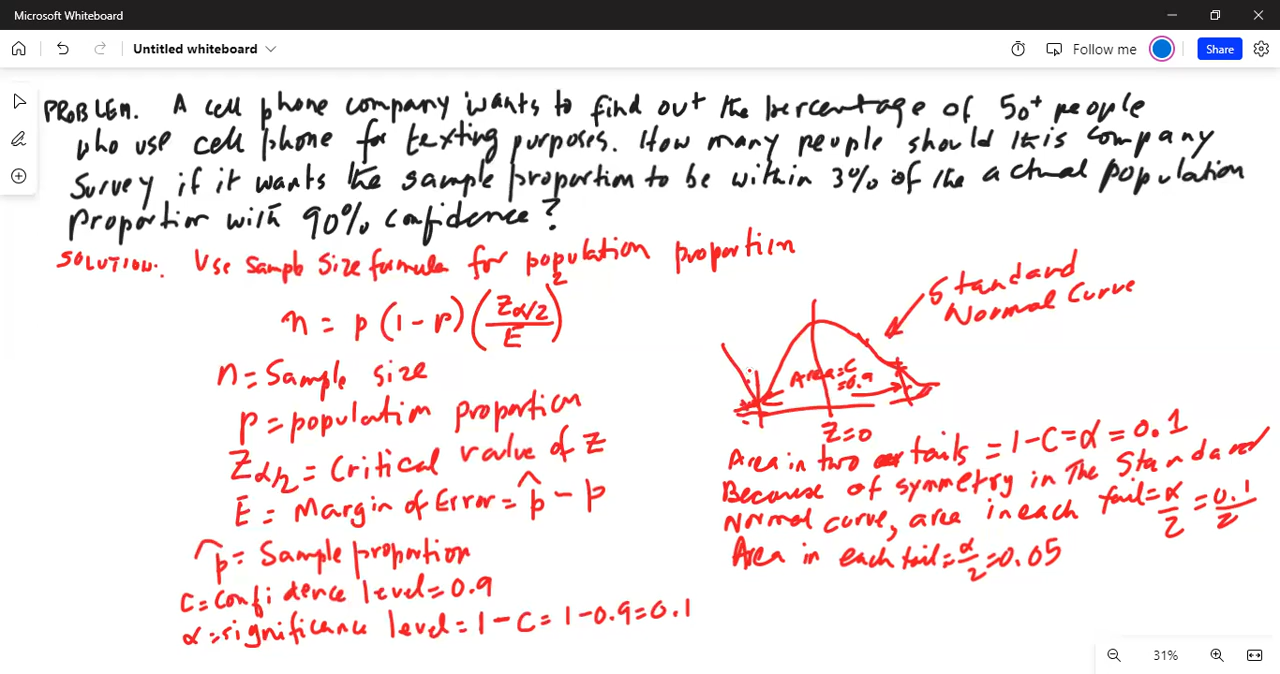 Microsoft Whiteboard
Untitled whiteboard
Follow me
Share
PROBLEM. A cell phone company wants to find out the percentage of 50+ people
who use cell phone for texting purposes. How many people should this company
survey if it wants the sample proportion to be within 3% of the actual population
proportion with 90% confidence?
SOLUTION: Use Sample Size formula for population proportion
n = p (1-p) (Zα/2 / E)²
n = Sample size
p = population proportion
Zα/2 = Critical value of Z
E = Margin of Error = p̂ - p
p̂ = Sample proportion
C = Confidence level = 0.9
α = significance level = 1 - C = 1 - 0.9 = 0.1
Standard
Normal Curve
Area = C
= 0.9
Z = 0
Area in two tails = 1 - C = α = 0.1
Because of symmetry in The Standard
Normal curve, area in each tail = α/2 = 0.1/2
Area in each tail = α/2 = 0.05
31%